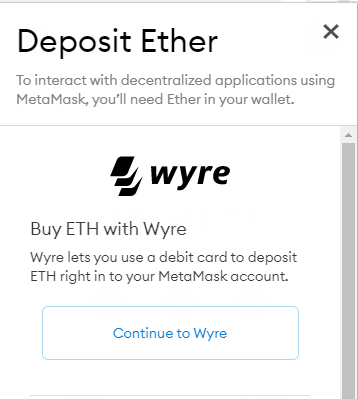 Deposit Ether
To interact with decentralized applications using
MetaMask, you'll need Ether in your wallet.
wyre
Buy ETH with Wyre
Wyre lets you use a debit card to deposit
ETH right in to your MetaMask account.
Continue to Wyre